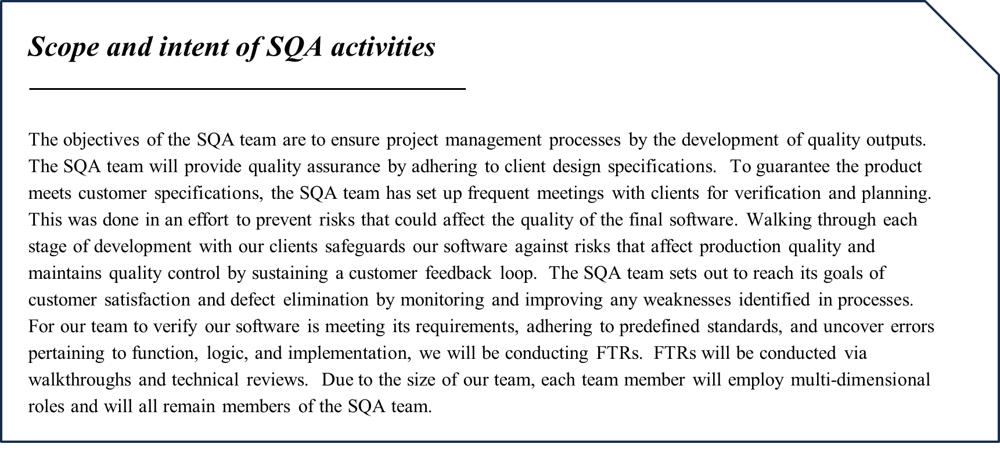 Scope and intent of SQA activities
The objectives of the SQA team are to ensure project management processes by the development of quality outputs.
The SQA team will provide quality assurance by adhering to client design specifications.  To guarantee the product
meets customer specifications, the SQA team has set up frequent meetings with clients for verification and planning.
This was done in an effort to prevent risks that could affect the quality of the final software.  Walking through each
stage of development with our clients safeguards our software against risks that affect production quality and
maintains quality control by sustaining a customer feedback loop.  The SQA team sets out to reach its goals of
customer satisfaction and defect elimination by monitoring and improving any weaknesses identified in processes.
For our team to verify our software is meeting its requirements, adhering to predefined standards, and uncover errors
pertaining to function, logic, and implementation, we will be conducting FTRs.  FTRs will be conducted via
walkthroughs and technical reviews.  Due to the size of our team, each team member will employ multi-dimensional
roles and will all remain members of the SQA team.